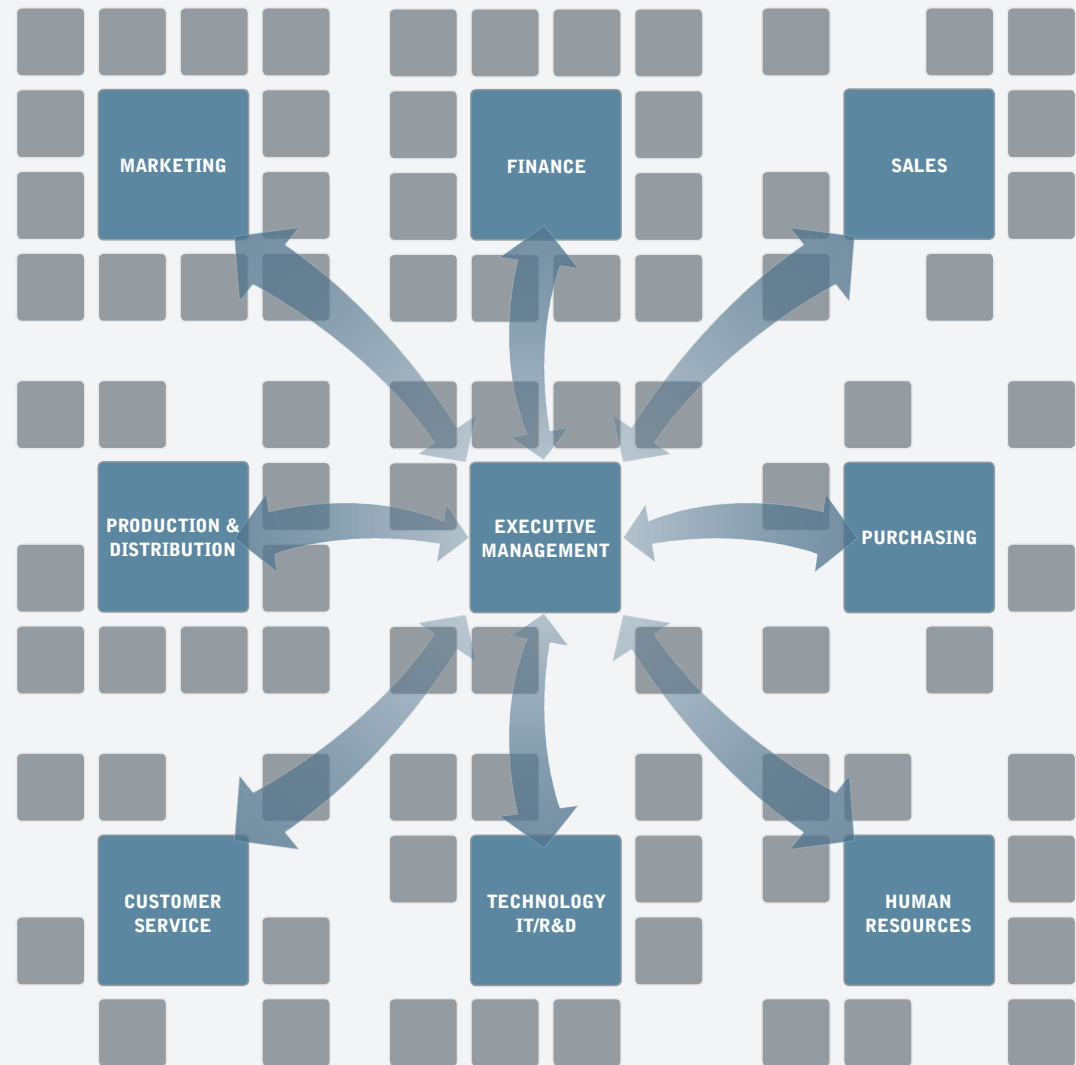 MARKETING
FINANCE
SALES
PRODUCTION &
DISTRIBUTION
EXECUTIVE
MANAGEMENT
PURCHASING
CUSTOMER
SERVICE
TECHNOLOGY
IT/R&D
HUMAN
RESOURCES